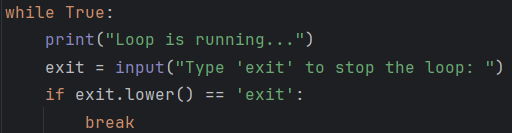 while True:
    print("Loop is running...")
    exit = input("Type 'exit' to stop the loop: ")
    if exit.lower() == 'exit':
        break